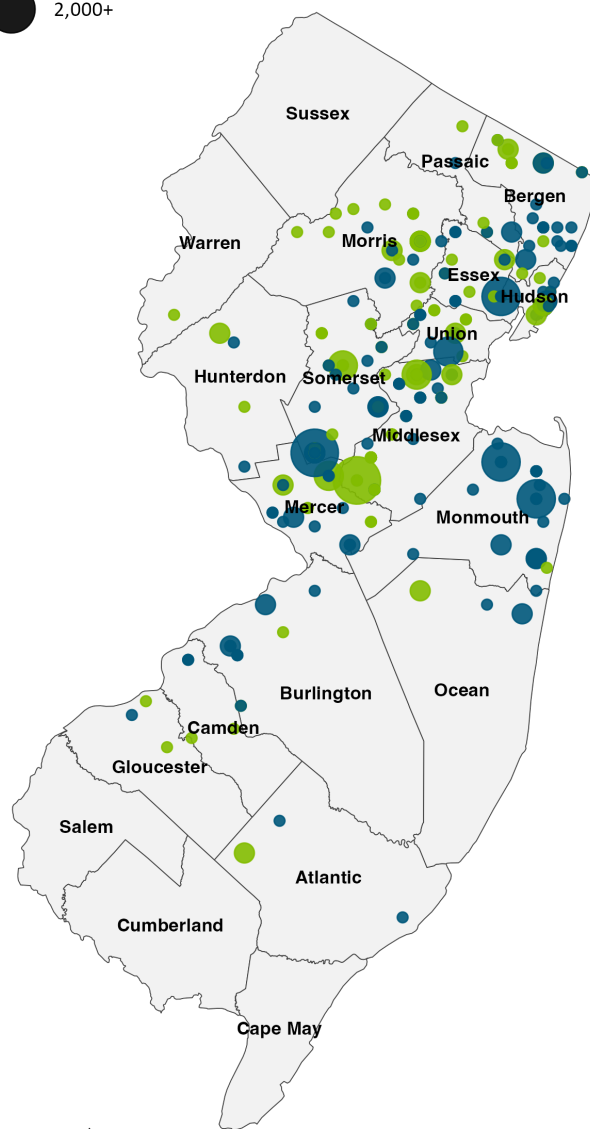 2,000+
Sussex
Passaic
Bergen
Warren
Morris
Essex
Hudson
Union
Hunterdon
Somerset
Middlesex
Mercer
Monmouth
Burlington
Ocean
Camden
Gloucester
Salem
Atlantic
Cumberland
Cape May